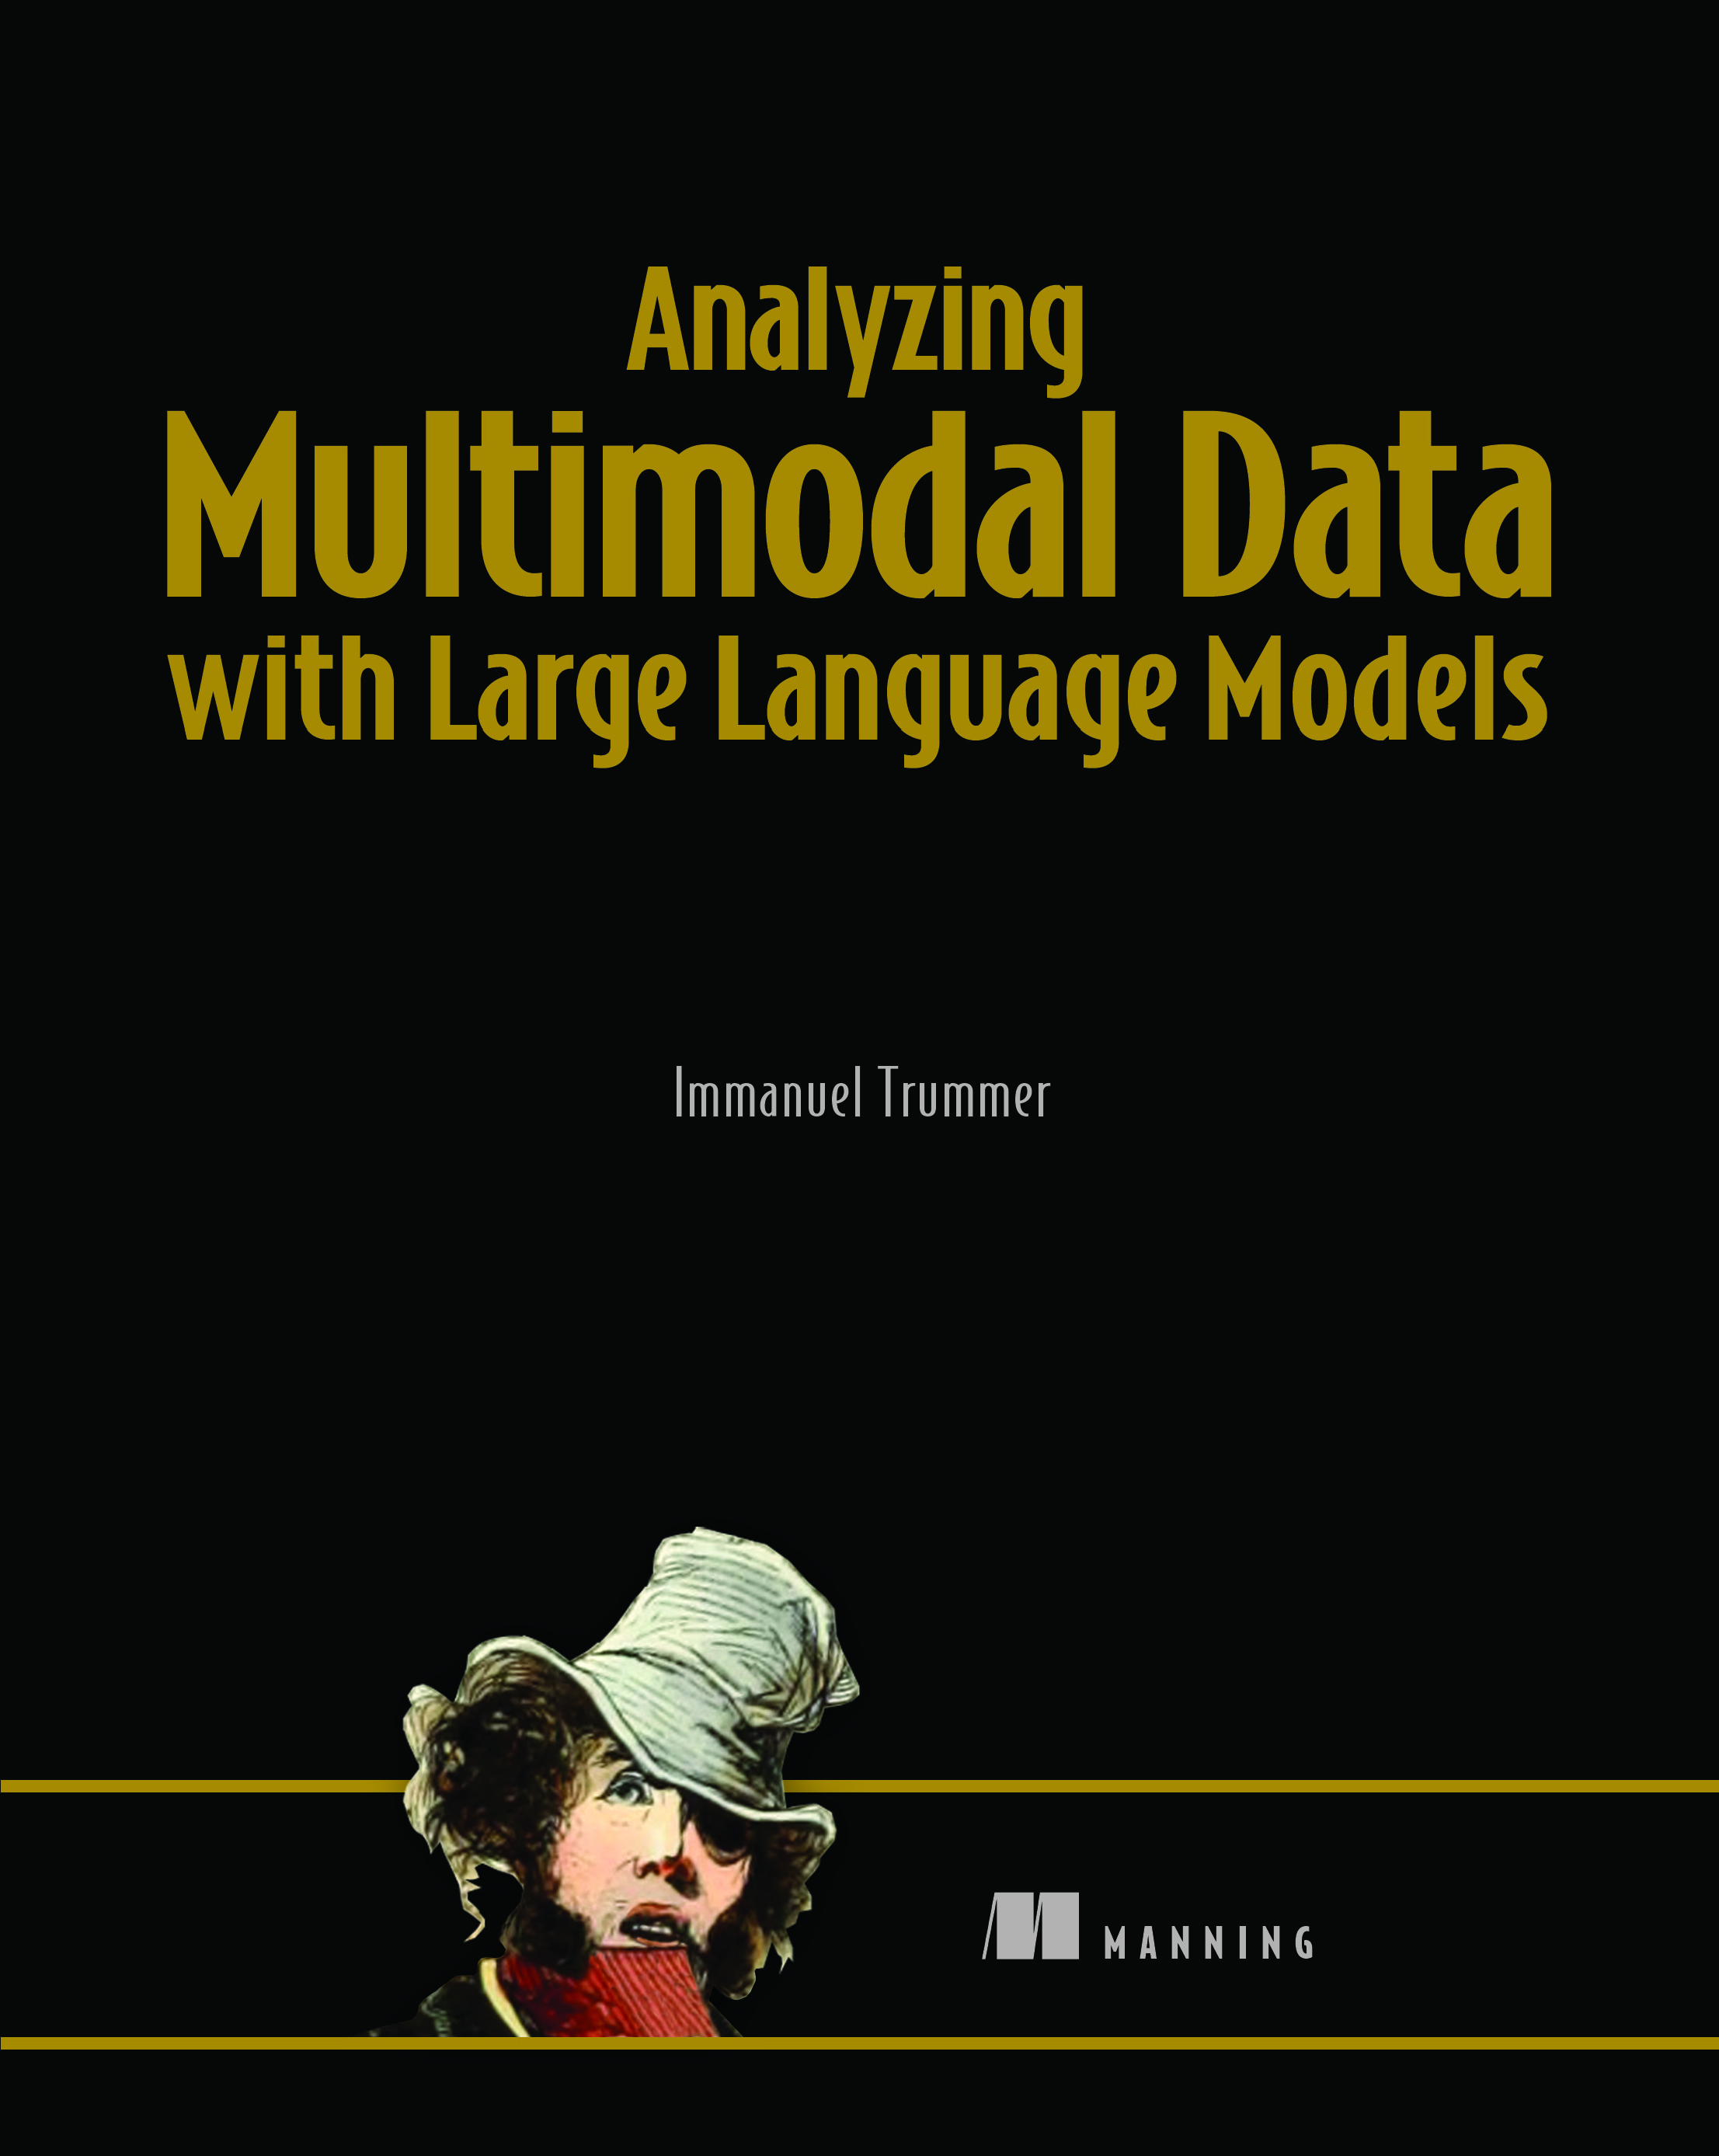 Analyzing
Multimodal Data
with Large Language Models
Immanuel Trummer
MANNING